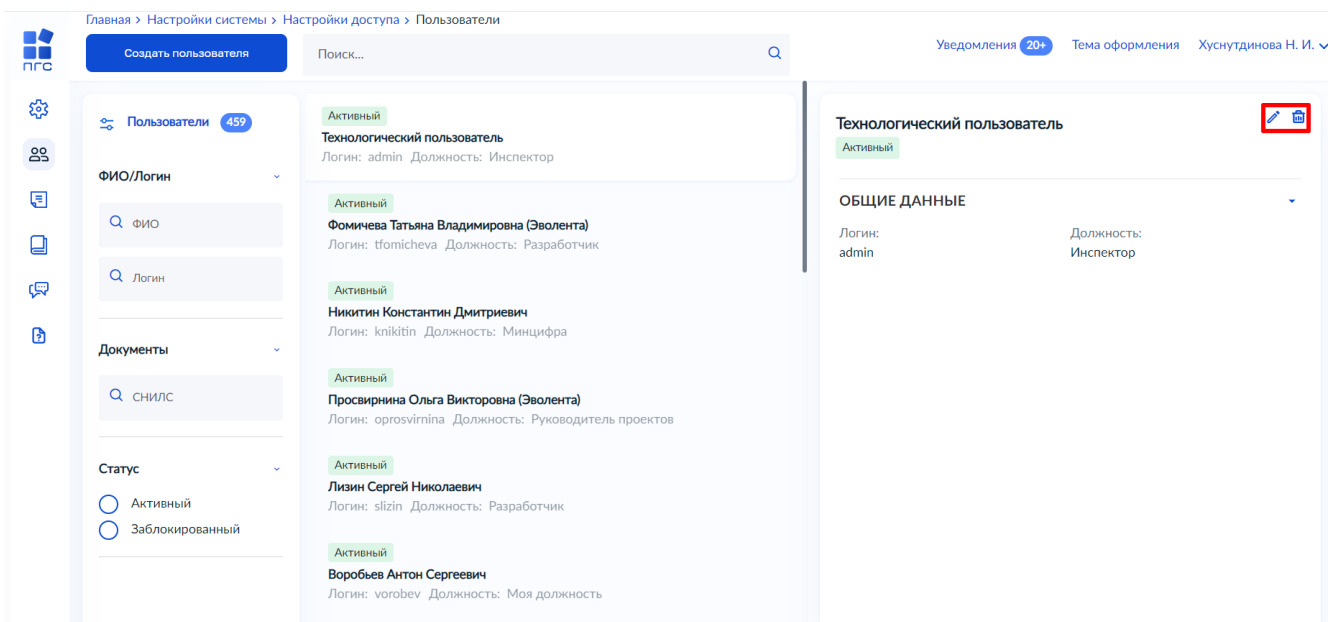 Главная > Настройки системы > Настройки доступа > Пользователи
ПГС
Создать пользователя
Поиск...
Уведомления 20+ Тема оформления Хуснутдинова Н. И.
Пользователи 459
ФИО/Логин
ФИО
Логин
Документы
СНИЛС
Статус
Активный
Заблокированный
Активный
Технологический пользователь
Логин: admin Должность: Инспектор
Активный
Фомичева Татьяна Владимировна (Эволента)
Логин: tfomicheva Должность: Разработчик
Активный
Никитин Константин Дмитриевич
Логин: knikitin Должность: Минцифра
Активный
Просвирнина Ольга Викторовна (Эволента)
Логин: oprosvirnina Должность: Руководитель проектов
Активный
Лизин Сергей Николаевич
Логин: slizin Должность: Разработчик
Активный
Воробьев Антон Сергеевич
Логин: vorobev Должность: Моя должность
Технологический пользователь
Активный
ОБЩИЕ ДАННЫЕ
Логин: Должность:
admin Инспектор